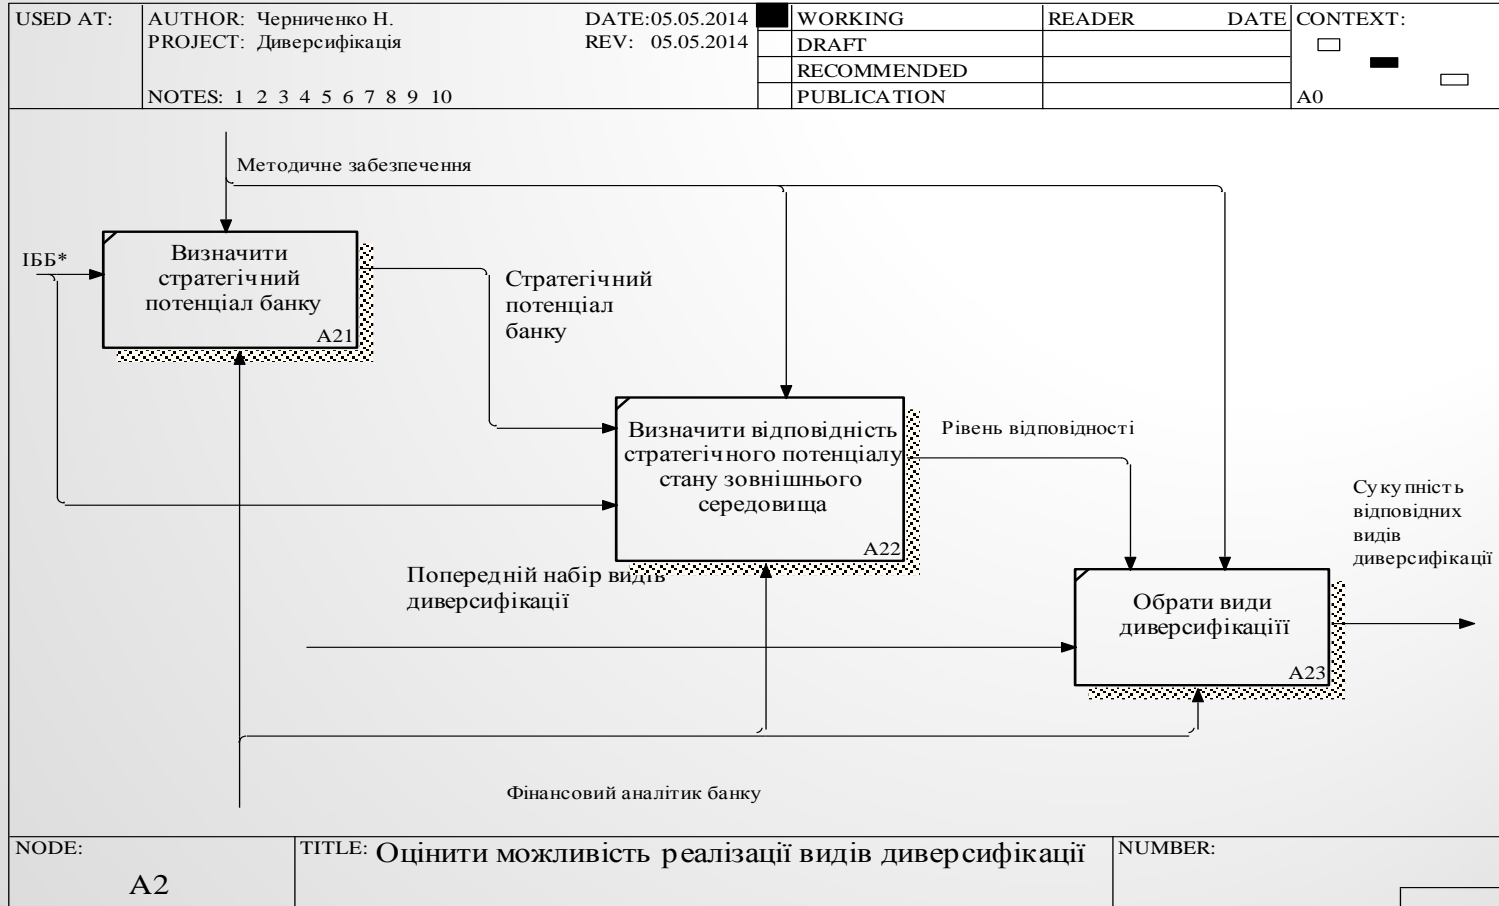 USED AT:
AUTHOR: Черниченко Н.
DATE:05.05.2014
PROJECT: Диверсифікація
REV: 05.05.2014
NOTES: 1 2 3 4 5 6 7 8 9 10
WORKING
DRAFT
RECOMMENDED
PUBLICATION
READER
DATE
CONTEXT:
A0
Методичне забезпечення
ІББ*
Визначити
стратегічний
потенціал банку
A21
Стратегічний
потенціал
банку
Визначити відповідність
стратегічного потенціалу
стану зовнішнього
середовища
A22
Рівень відповідності
Сукупність
відповідних
видів
диверсифікації
Попередній набір видів
диверсифікації
Обрати види
диверсифікаціїї
A23
Фінансовий аналітик банку
NODE:
A2
TITLE: Оцінити можливість реалізації видів диверсифікації
NUMBER: